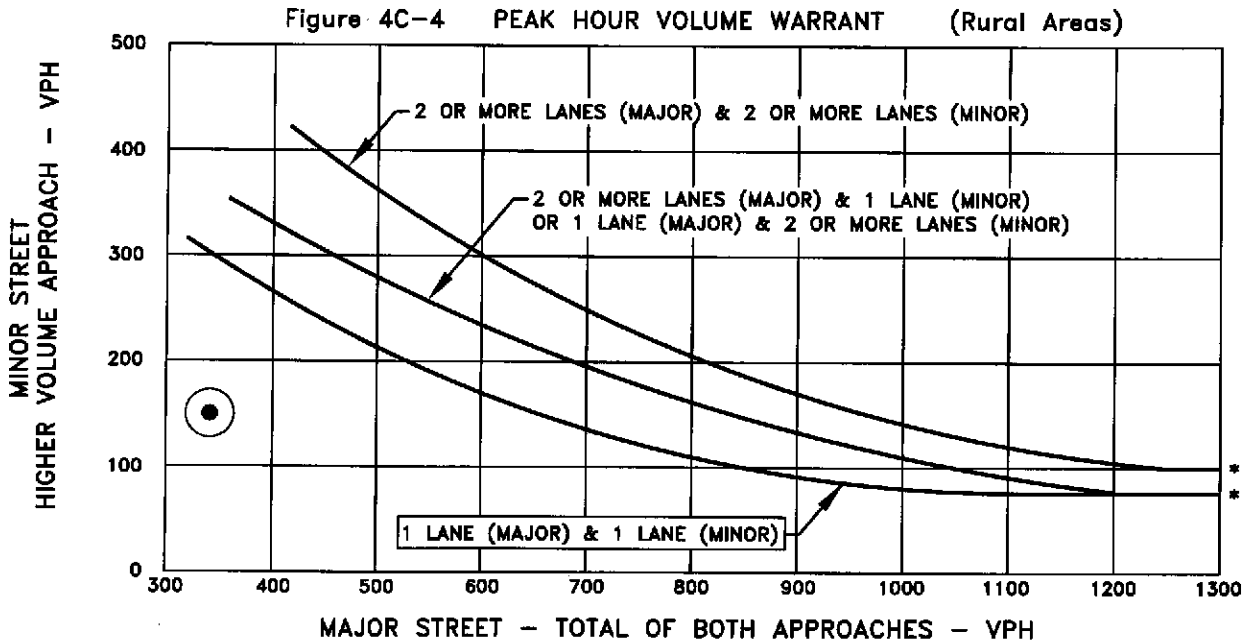 Figure 4C-4 PEAK HOUR VOLUME WARRANT (Rural Areas)
MINOR STREET
HIGHER VOLUME APPROACH - VPH
500
400
300
200
100
0
2 OR MORE LANES (MAJOR) & 2 OR MORE LANES (MINOR)
2 OR MORE LANES (MAJOR) & 1 LANE (MINOR)
OR 1 LANE (MAJOR) & 2 OR MORE LANES (MINOR)
*
*
1 LANE (MAJOR) & 1 LANE (MINOR)
300 400 500 600 700 800 900 1000 1100 1200 1300
MAJOR STREET - TOTAL OF BOTH APPROACHES - VPH